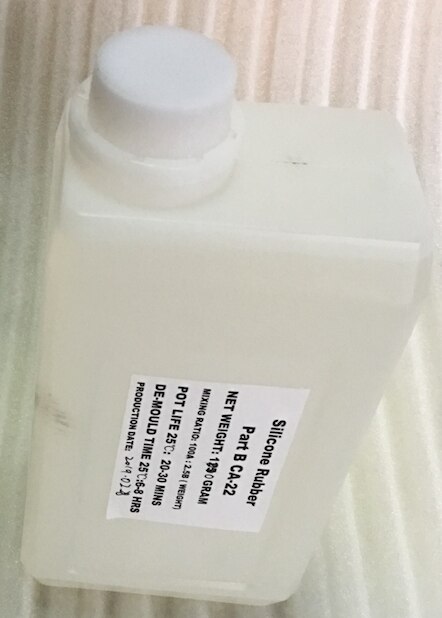 Silicone Rubber
Part B CA-22
NET WEIGHT: GRAM
MIXING RATIO: 100A : 2.5B ( WEIGHT)
POT LIFE 25℃: 20-30 MINS
DE-MOULD TIME 25℃:6-8 HRS
PRODUCTION DATE: